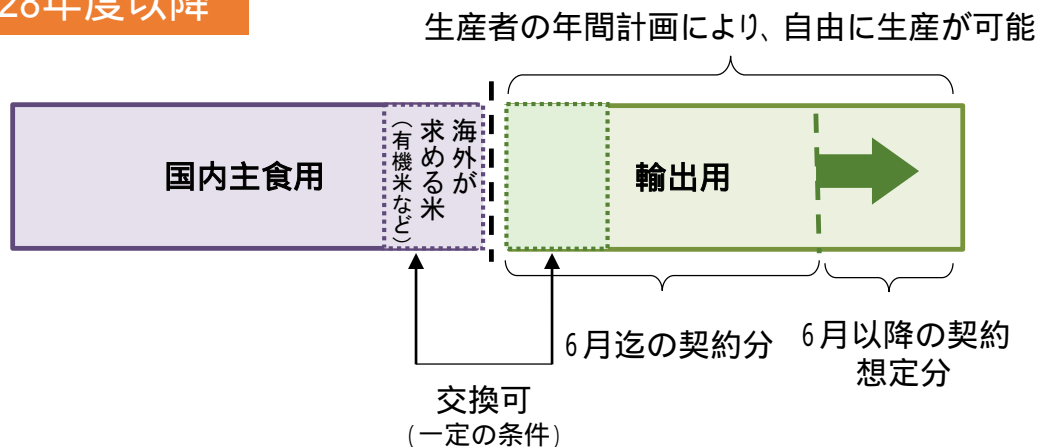 28年度以降
生産者の年間計画により、自由に生産が可能
国内主食用
海外が
求める米
（有機米など）
輸出用
6月迄の契約分
6月以降の契約
想定分
交換可
(一定の条件)